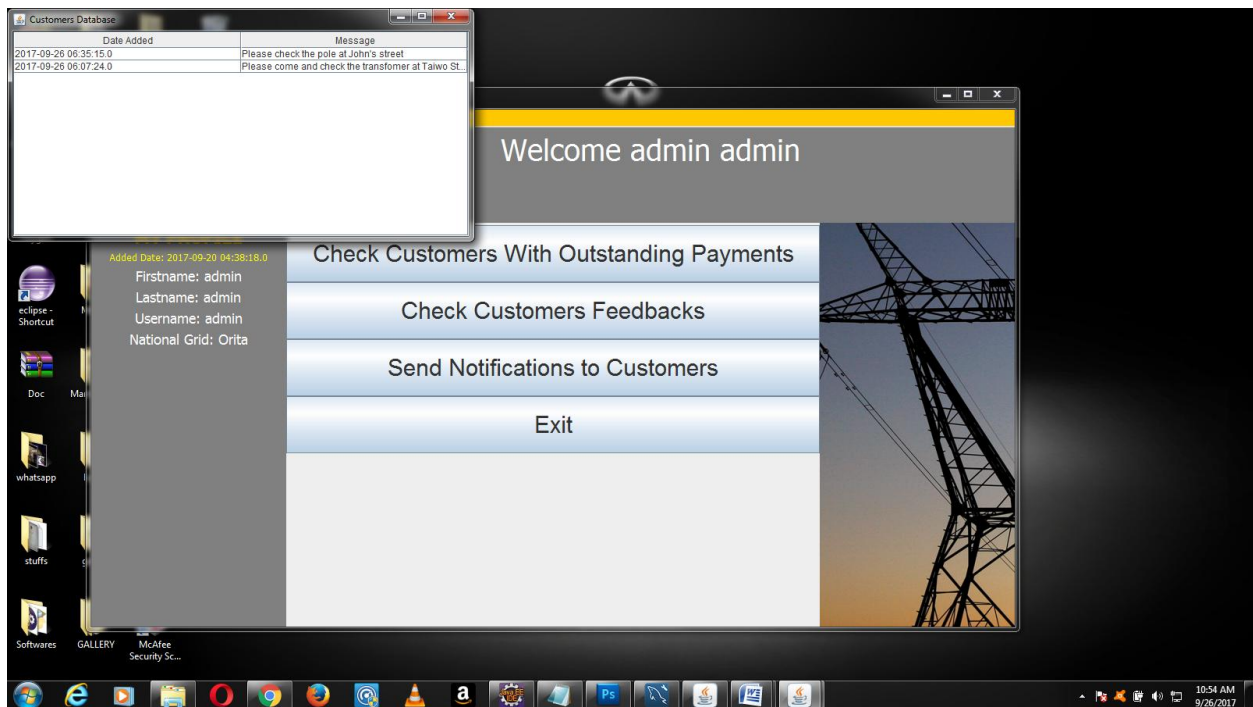 Customers Database
Date Added Message
2017-09-26 06:35:15.0 Please check the pole at John's street
2017-09-26 06:07:24.0 Please come and check the transfomer at Taiwo St...
Welcome admin admin
Added Date: 2017-09-20 04:38:18.0
Firstname: admin
Lastname: admin
Username: admin
National Grid: Orita
Check Customers With Outstanding Payments
Check Customers Feedbacks
Send Notifications to Customers
Exit
eclipse -
Shortcut
Doc
whatsapp
stuffs
Softwares
GALLERY
McAfee
Security Sc...
a
Java EE
IDE
Ps
W
10:54 AM
9/26/2017